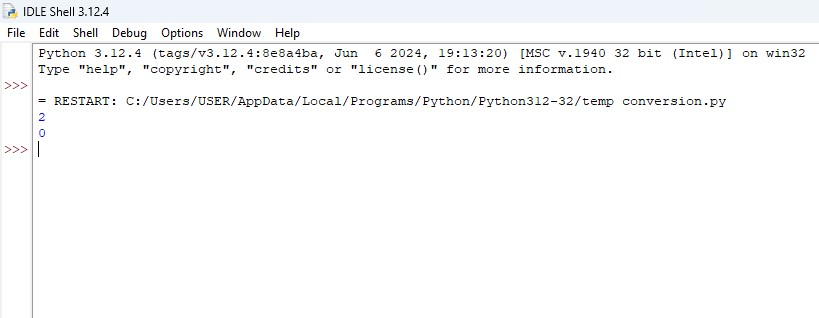 IDLE Shell 3.12.4
File Edit Shell Debug Options Window Help
Python 3.12.4 (tags/v3.12.4:8e8a4ba, Jun  6 2024, 19:13:20) [MSC v.1940 32 bit (Intel)] on win32
Type "help", "copyright", "credits" or "license()" for more information.
>>>
= RESTART: C:/Users/USER/AppData/Local/Programs/Python/Python312-32/temp conversion.py
2
0
>>>